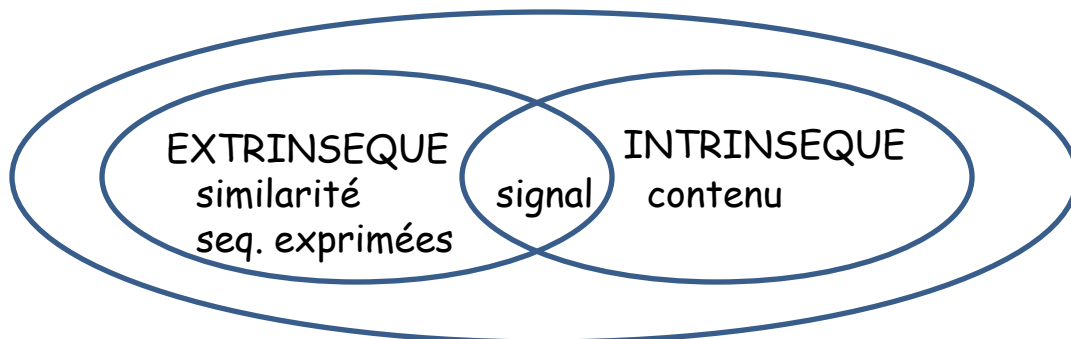 EXTRINSEQUE
similarité
seq. exprimées
signal
INTRINSEQUE
contenu